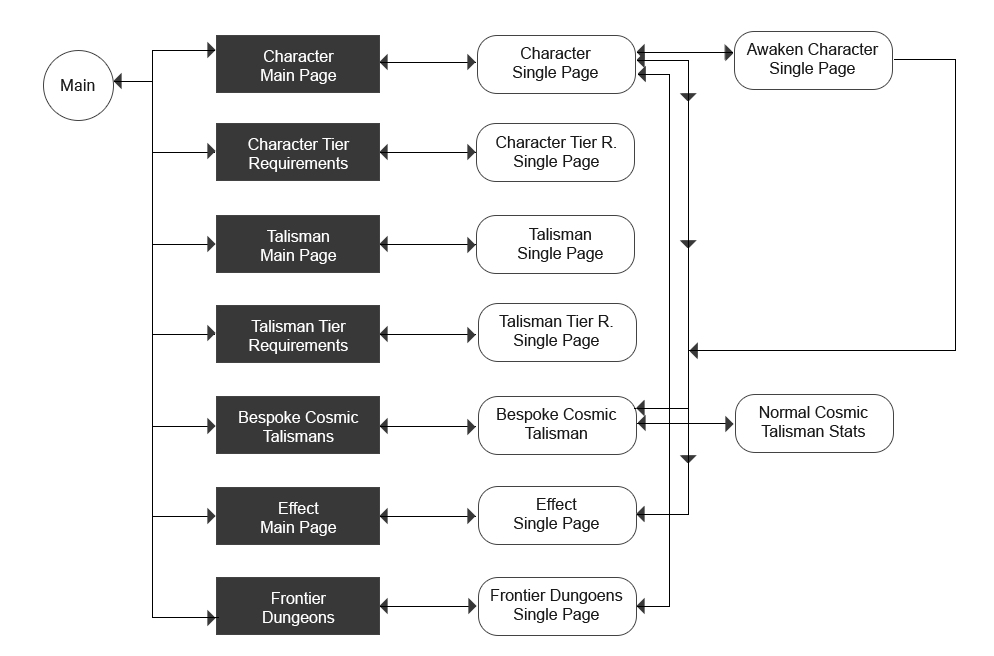 Main
Character
Main Page
Character
Single Page
Awaken Character
Single Page
Character Tier
Requirements
Character Tier R.
Single Page
Talisman
Main Page
Talisman
Single Page
Talisman Tier
Requirements
Talisman Tier R.
Single Page
Bespoke Cosmic
Talismans
Bespoke Cosmic
Talisman
Normal Cosmic
Talisman Stats
Effect
Main Page
Effect
Single Page
Frontier
Dungeons
Frontier Dungoens
Single Page